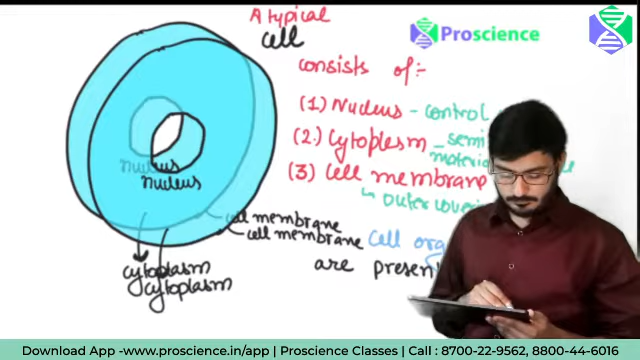 A typical
cell
consists of:-
(1) Nucleus - control
(2.) Cytoplasm - semi
material
(3) Cell membrane
↳ outer covering
Cell
are present
nucleus
nucleus
cell membrane
cell membrane
cytoplasm
cytoplasm
Proscience
Download App -www.proscience.in/app | Proscience Classes | Call : 8700-22-9562, 8800-44-6016